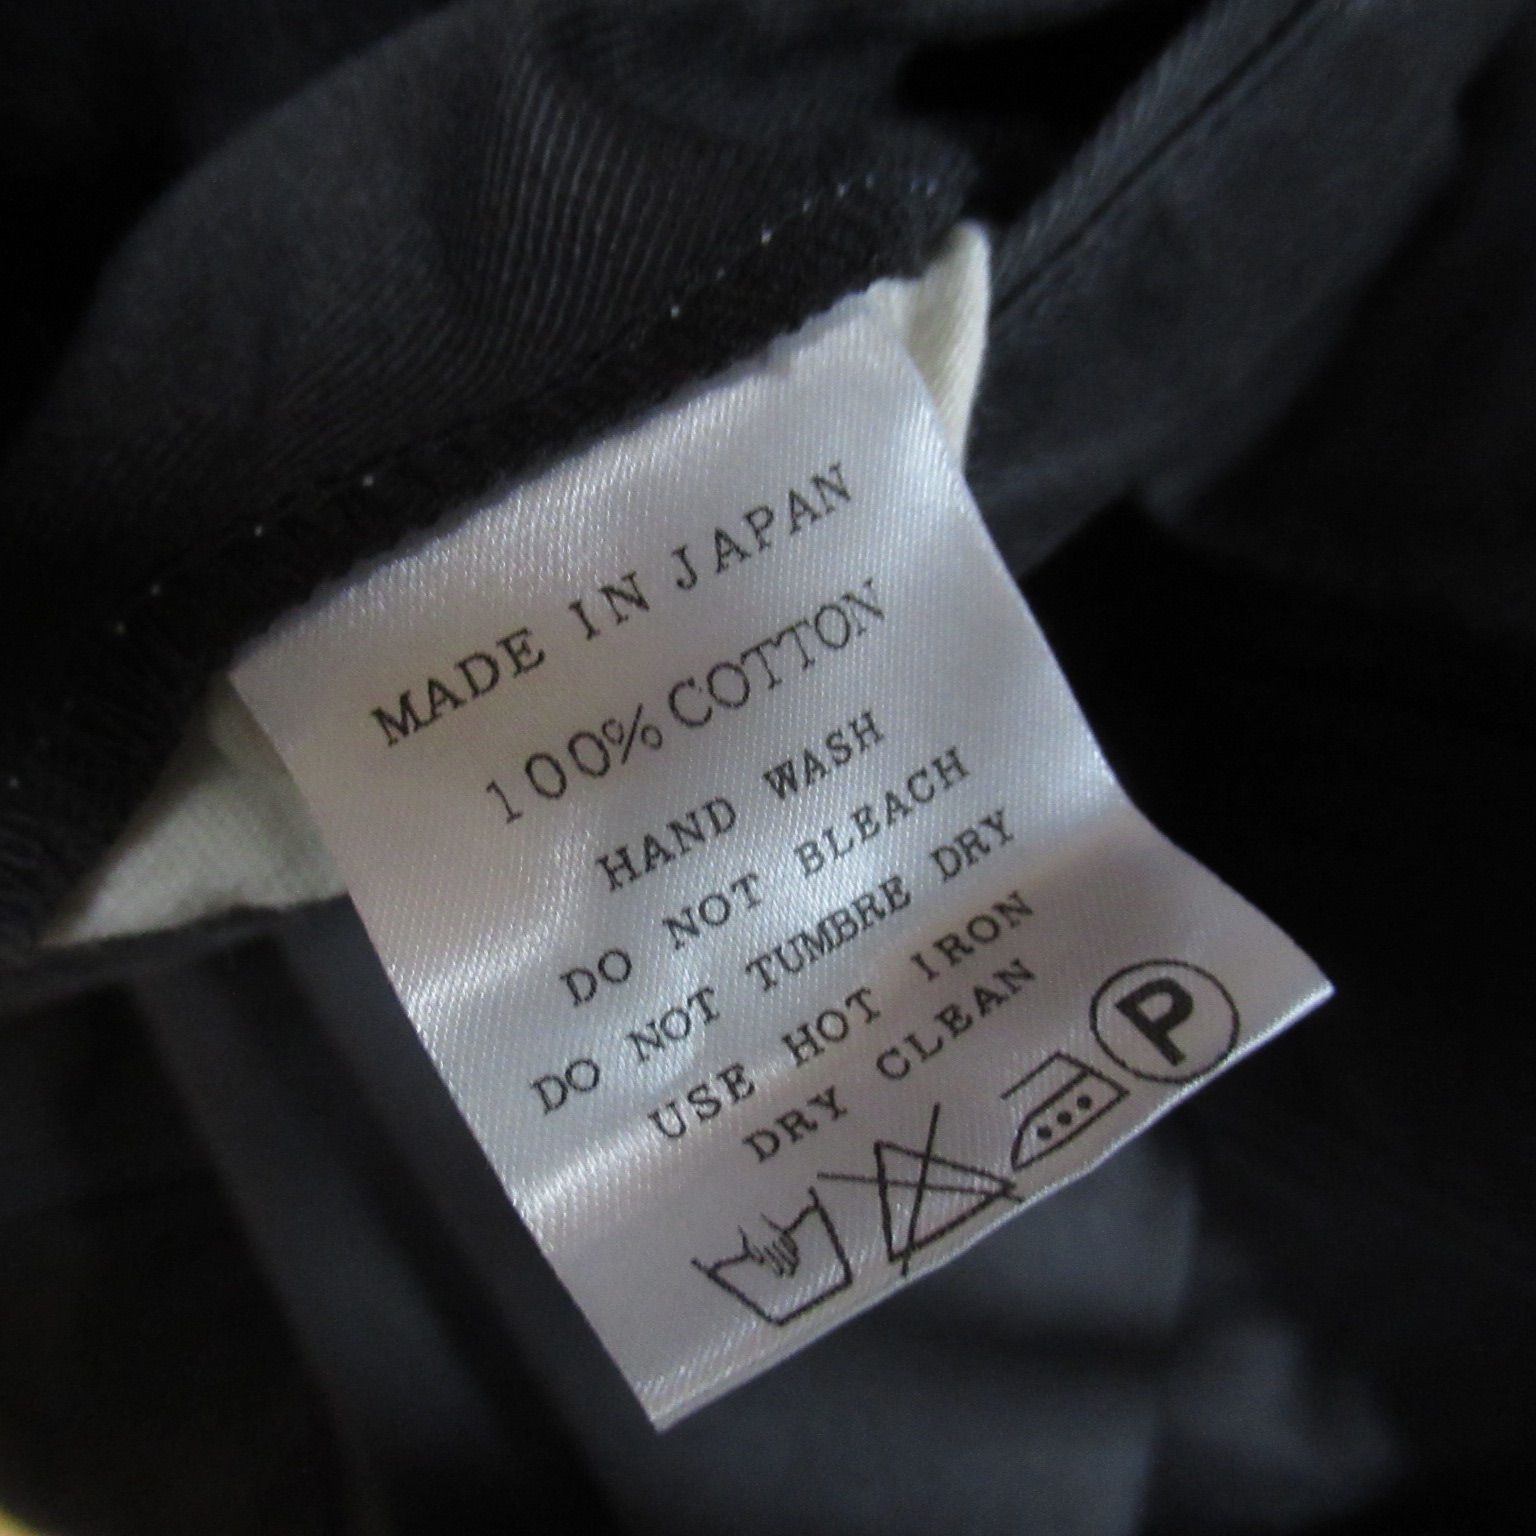 MADE IN JAPAN
100% COTTON
HAND WASH
DO NOT BLEACH
DO NOT TUMBRE DRY
USE HOT IRON
DRY CLEAN
P